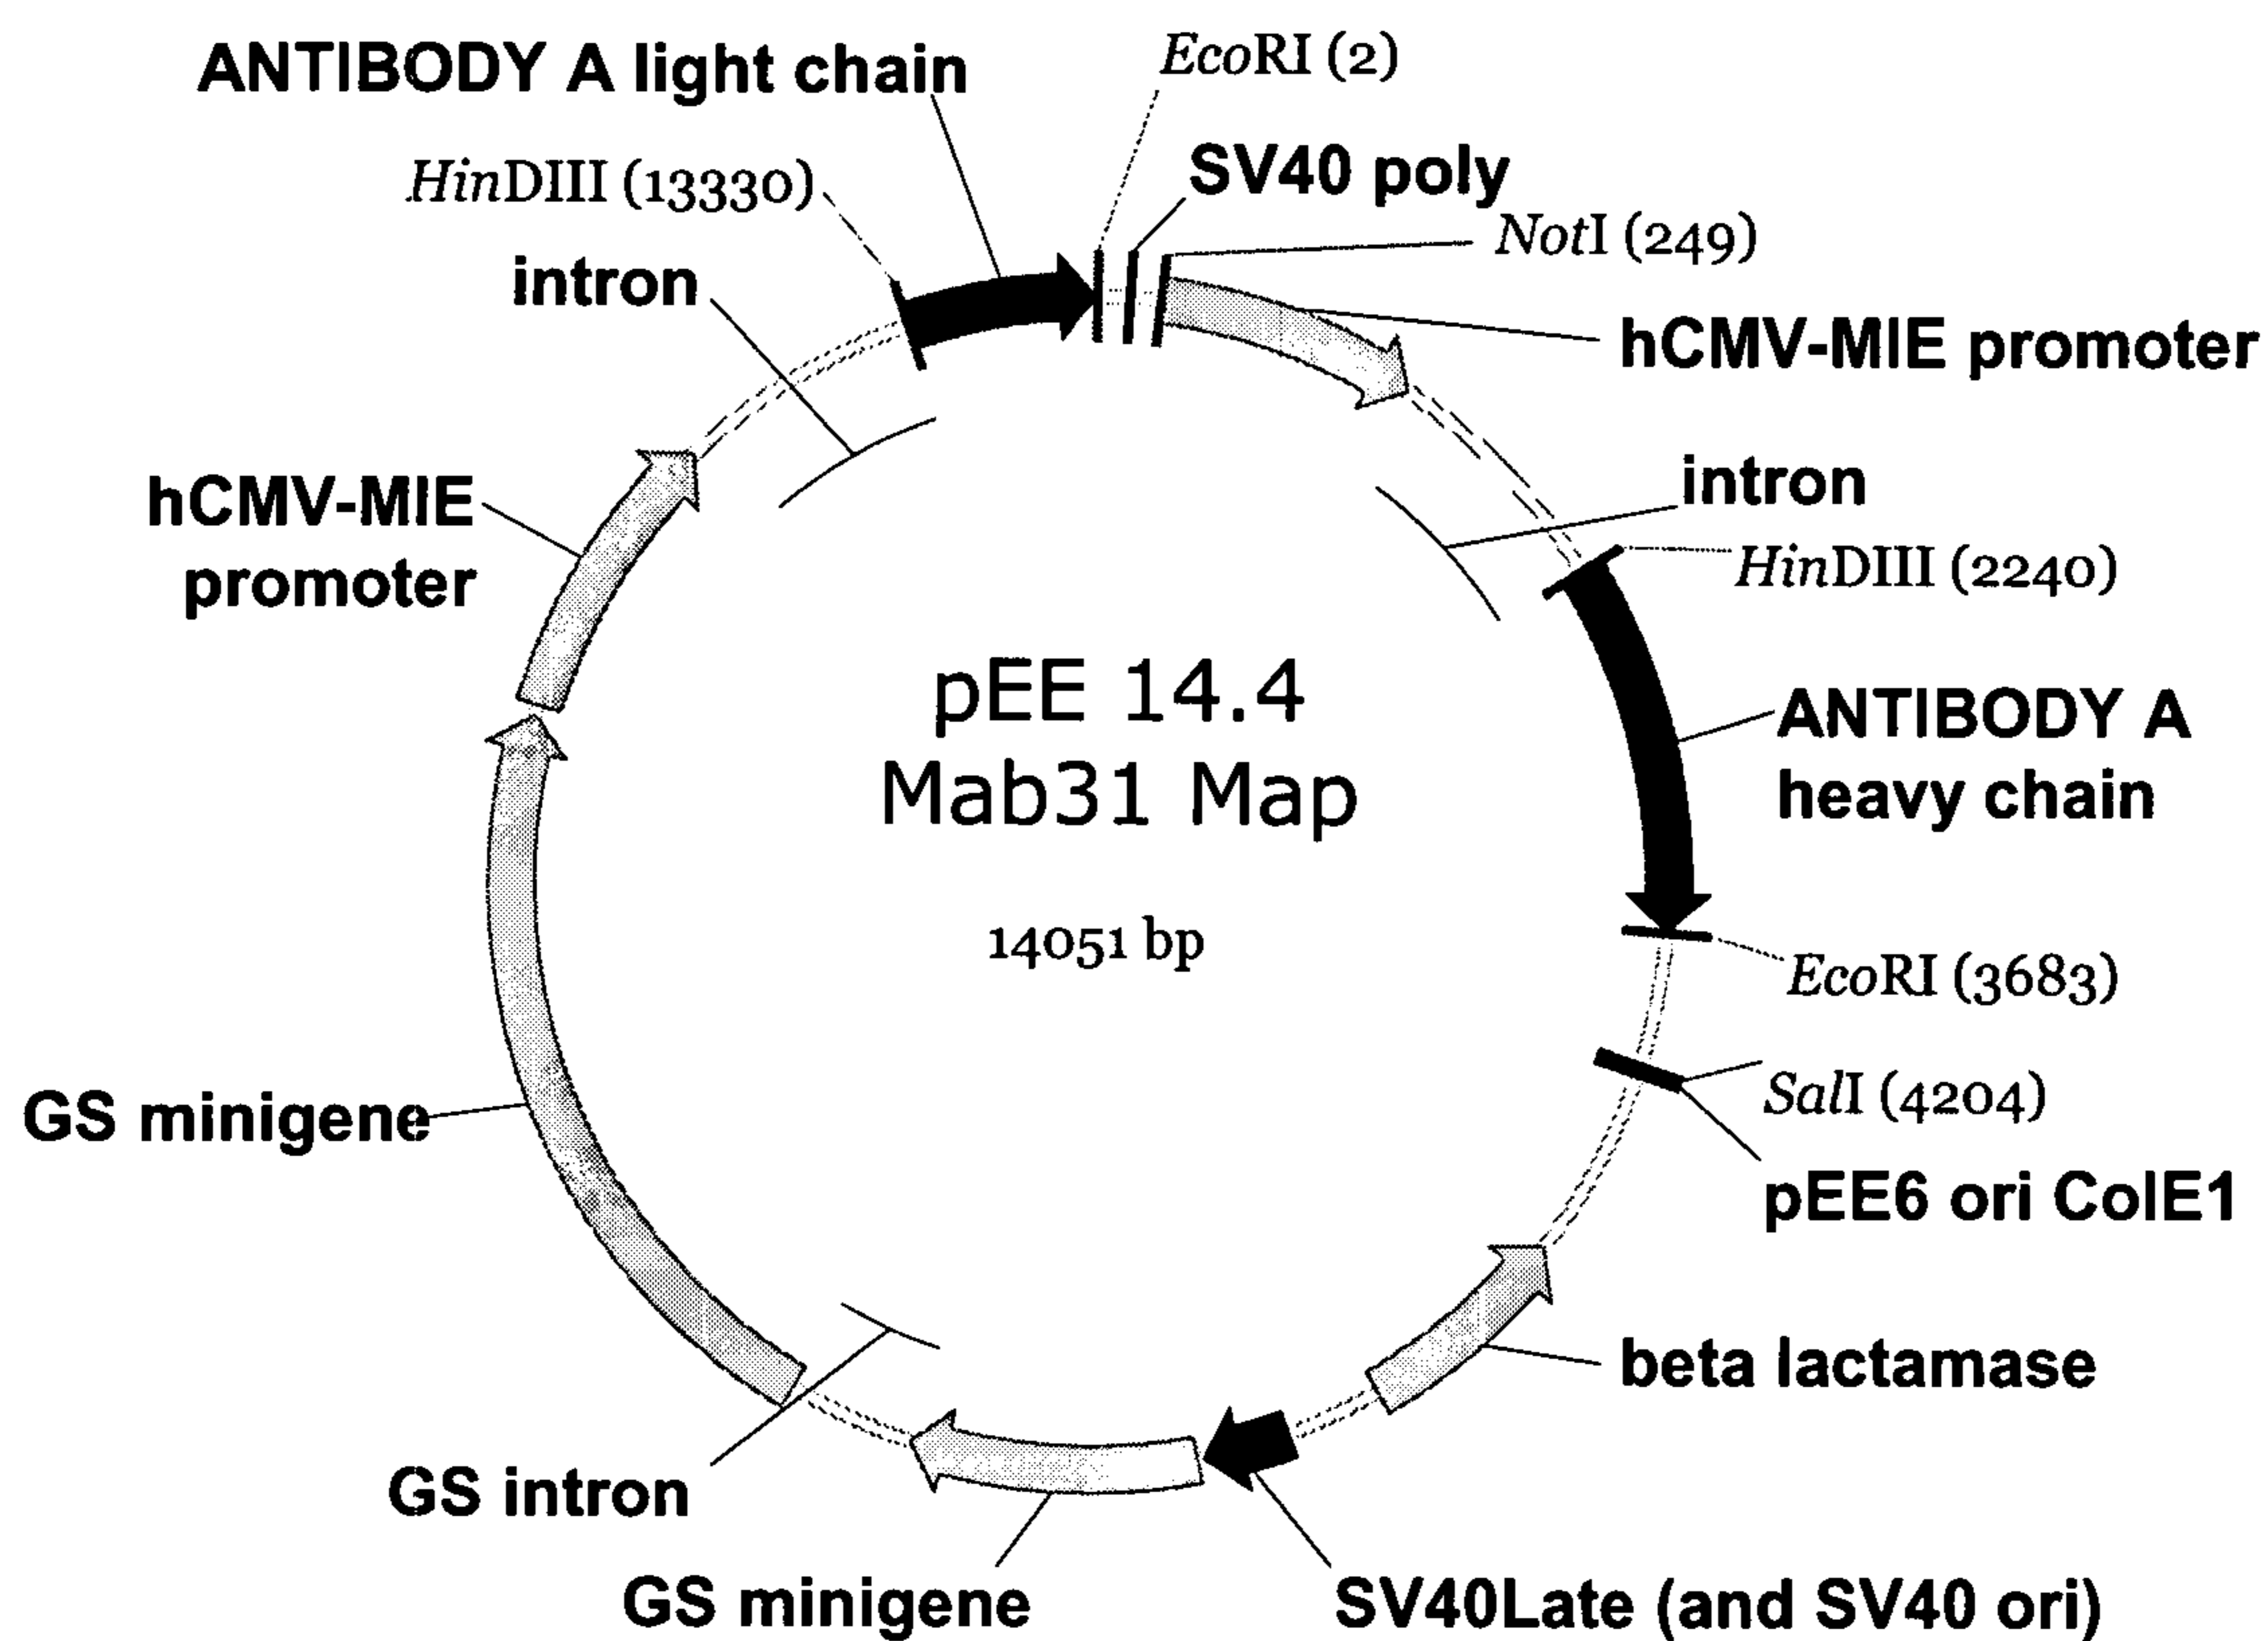 ANTIBODY A light chain
EcoRI (2)
HinDIII (13330)
SV40 poly
NotI (249)
intron
hCMV-MIE promoter
hCMV-MIE
promoter
intron
HinDIII (2240)
pEE 14.4
Mab31 Map
14051 bp
ANTIBODY A
heavy chain
EcoRI (3683)
SalI (4204)
GS minigene
pEE6 ori ColE1
beta lactamase
GS intron
GS minigene
SV40Late (and SV40 ori)